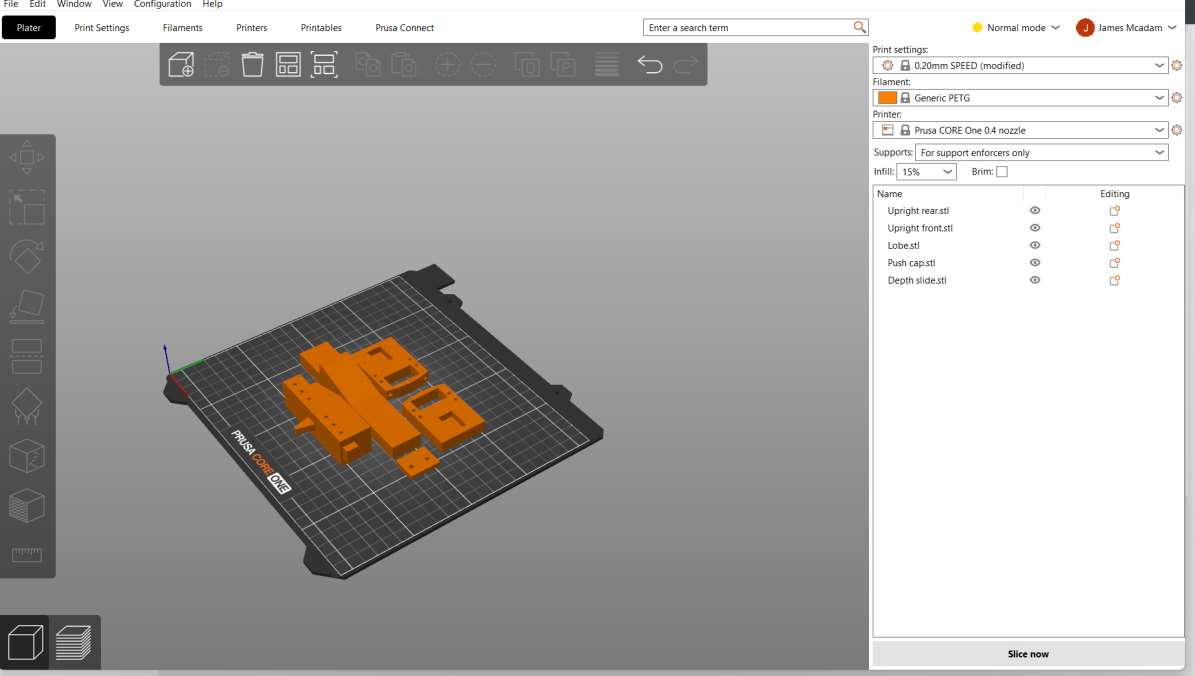 File Edit Window View Configuration Help
Plater Print Settings Filaments Printers Printables Prusa Connect Enter a search term Normal mode J James Mcadam
Print settings:
0.20mm SPEED (modified)
Filament:
Generic PETG
Printer:
Prusa CORE One 0.4 nozzle
Supports: For support enforcers only
Infill: 15% Brim:
Name Editing
Upright rear.stl
Upright front.stl
Lobe.stl
Push cap.stl
Depth slide.stl
PRUSA CORE ONE
Slice now